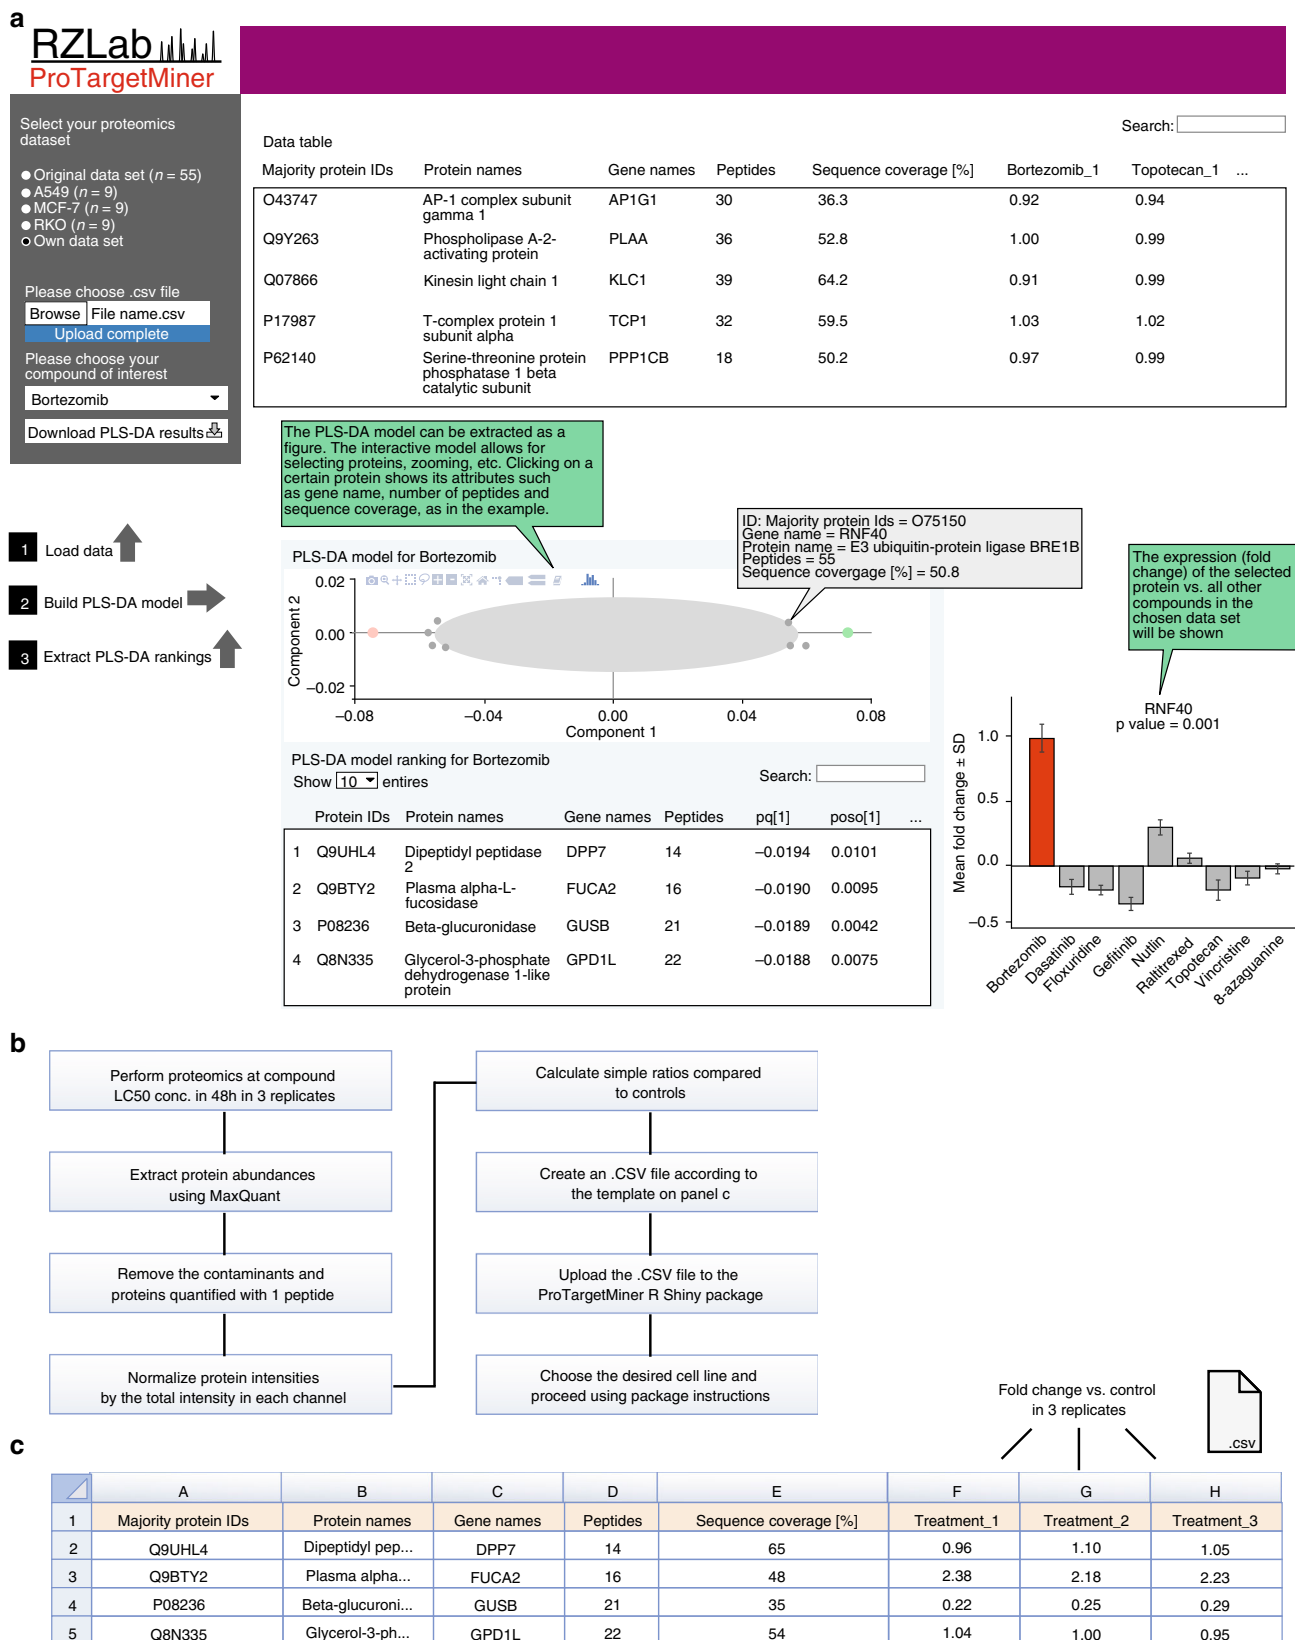 a
RZLab
ProTargetMiner
Select your proteomics
dataset
Original data set (n = 55)
A549 (n = 9)
MCF-7 (n = 9)
RKO (n = 9)
Own data set
Please choose .csv file
Browse File name.csv
Upload complete
Please choose your
compound of interest
Bortezomib
Download PLS-DA results
Search:
Data table
Majority protein IDs Protein names Gene names Peptides Sequence coverage [%] Bortezomib_1 Topotecan_1 ...
O43747 AP-1 complex subunit gamma 1 AP1G1 30 36.3 0.92 0.94
Q9Y263 Phospholipase A-2-activating protein PLAA 36 52.8 1.00 0.99
Q07866 Kinesin light chain 1 KLC1 39 64.2 0.91 0.99
P17987 T-complex protein 1 subunit alpha TCP1 32 59.5 1.03 1.02
P62140 Serine-threonine protein phosphatase 1 beta catalytic subunit PPP1CB 18 50.2 0.97 0.99
The PLS-DA model can be extracted as a
figure. The interactive model allows for
selecting proteins, zooming, etc. Clicking on a
certain protein shows its attributes such
as gene name, number of peptides and
sequence coverage, as in the example.
1 Load data
2 Build PLS-DA model
3 Extract PLS-DA rankings
ID: Majority protein Ids = O75150
Gene name = RNF40
Protein name = E3 ubiquitin-protein ligase BRE1B
Peptides = 55
Sequence covergage [%] = 50.8
PLS-DA model for Bortezomib
Component 2
0.02
0.00
–0.02
–0.08 –0.04 0.00 0.04 0.08
Component 1
The expression (fold
change) of the selected
protein vs. all other
compounds in the
chosen data set
will be shown
RNF40
p value = 0.001
Mean fold change ± SD
1.0
0.5
0.0
–0.5
Bortezomib
Dasatinib
Floxuridine
Gefitinib
Nutlin
Raltitrexed
Topotecan
Vincristine
8-azaguanine
PLS-DA model ranking for Bortezomib
Show 10 entires
Search:
Protein IDs Protein names Gene names Peptides pq[1] poso[1] ...
1 Q9UHL4 Dipeptidyl peptidase 2 DPP7 14 –0.0194 0.0101
2 Q9BTY2 Plasma alpha-L-fucosidase FUCA2 16 –0.0190 0.0095
3 P08236 Beta-glucuronidase GUSB 21 –0.0189 0.0042
4 Q8N335 Glycerol-3-phosphate dehydrogenase 1-like protein GPD1L 22 –0.0188 0.0075
b
Perform proteomics at compound
LC50 conc. in 48h in 3 replicates
Extract protein abundances
using MaxQuant
Remove the contaminants and
proteins quantified with 1 peptide
Normalize protein intensities
by the total intensity in each channel
Calculate simple ratios compared
to controls
Create an .CSV file according to
the template on panel c
Upload the .CSV file to the
ProTargetMiner R Shiny package
Choose the desired cell line and
proceed using package instructions
Fold change vs. control
in 3 replicates
.csv
c
A B C D E F G H
1 Majority protein IDs Protein names Gene names Peptides Sequence coverage [%] Treatment_1 Treatment_2 Treatment_3
2 Q9UHL4 Dipeptidyl pep... DPP7 14 65 0.96 1.10 1.05
3 Q9BTY2 Plasma alpha... FUCA2 16 48 2.38 2.18 2.23
4 P08236 Beta-glucuroni... GUSB 21 35 0.22 0.25 0.29
5 Q8N335 Glycerol-3-ph... GPD1L 22 54 1.04 1.00 0.95